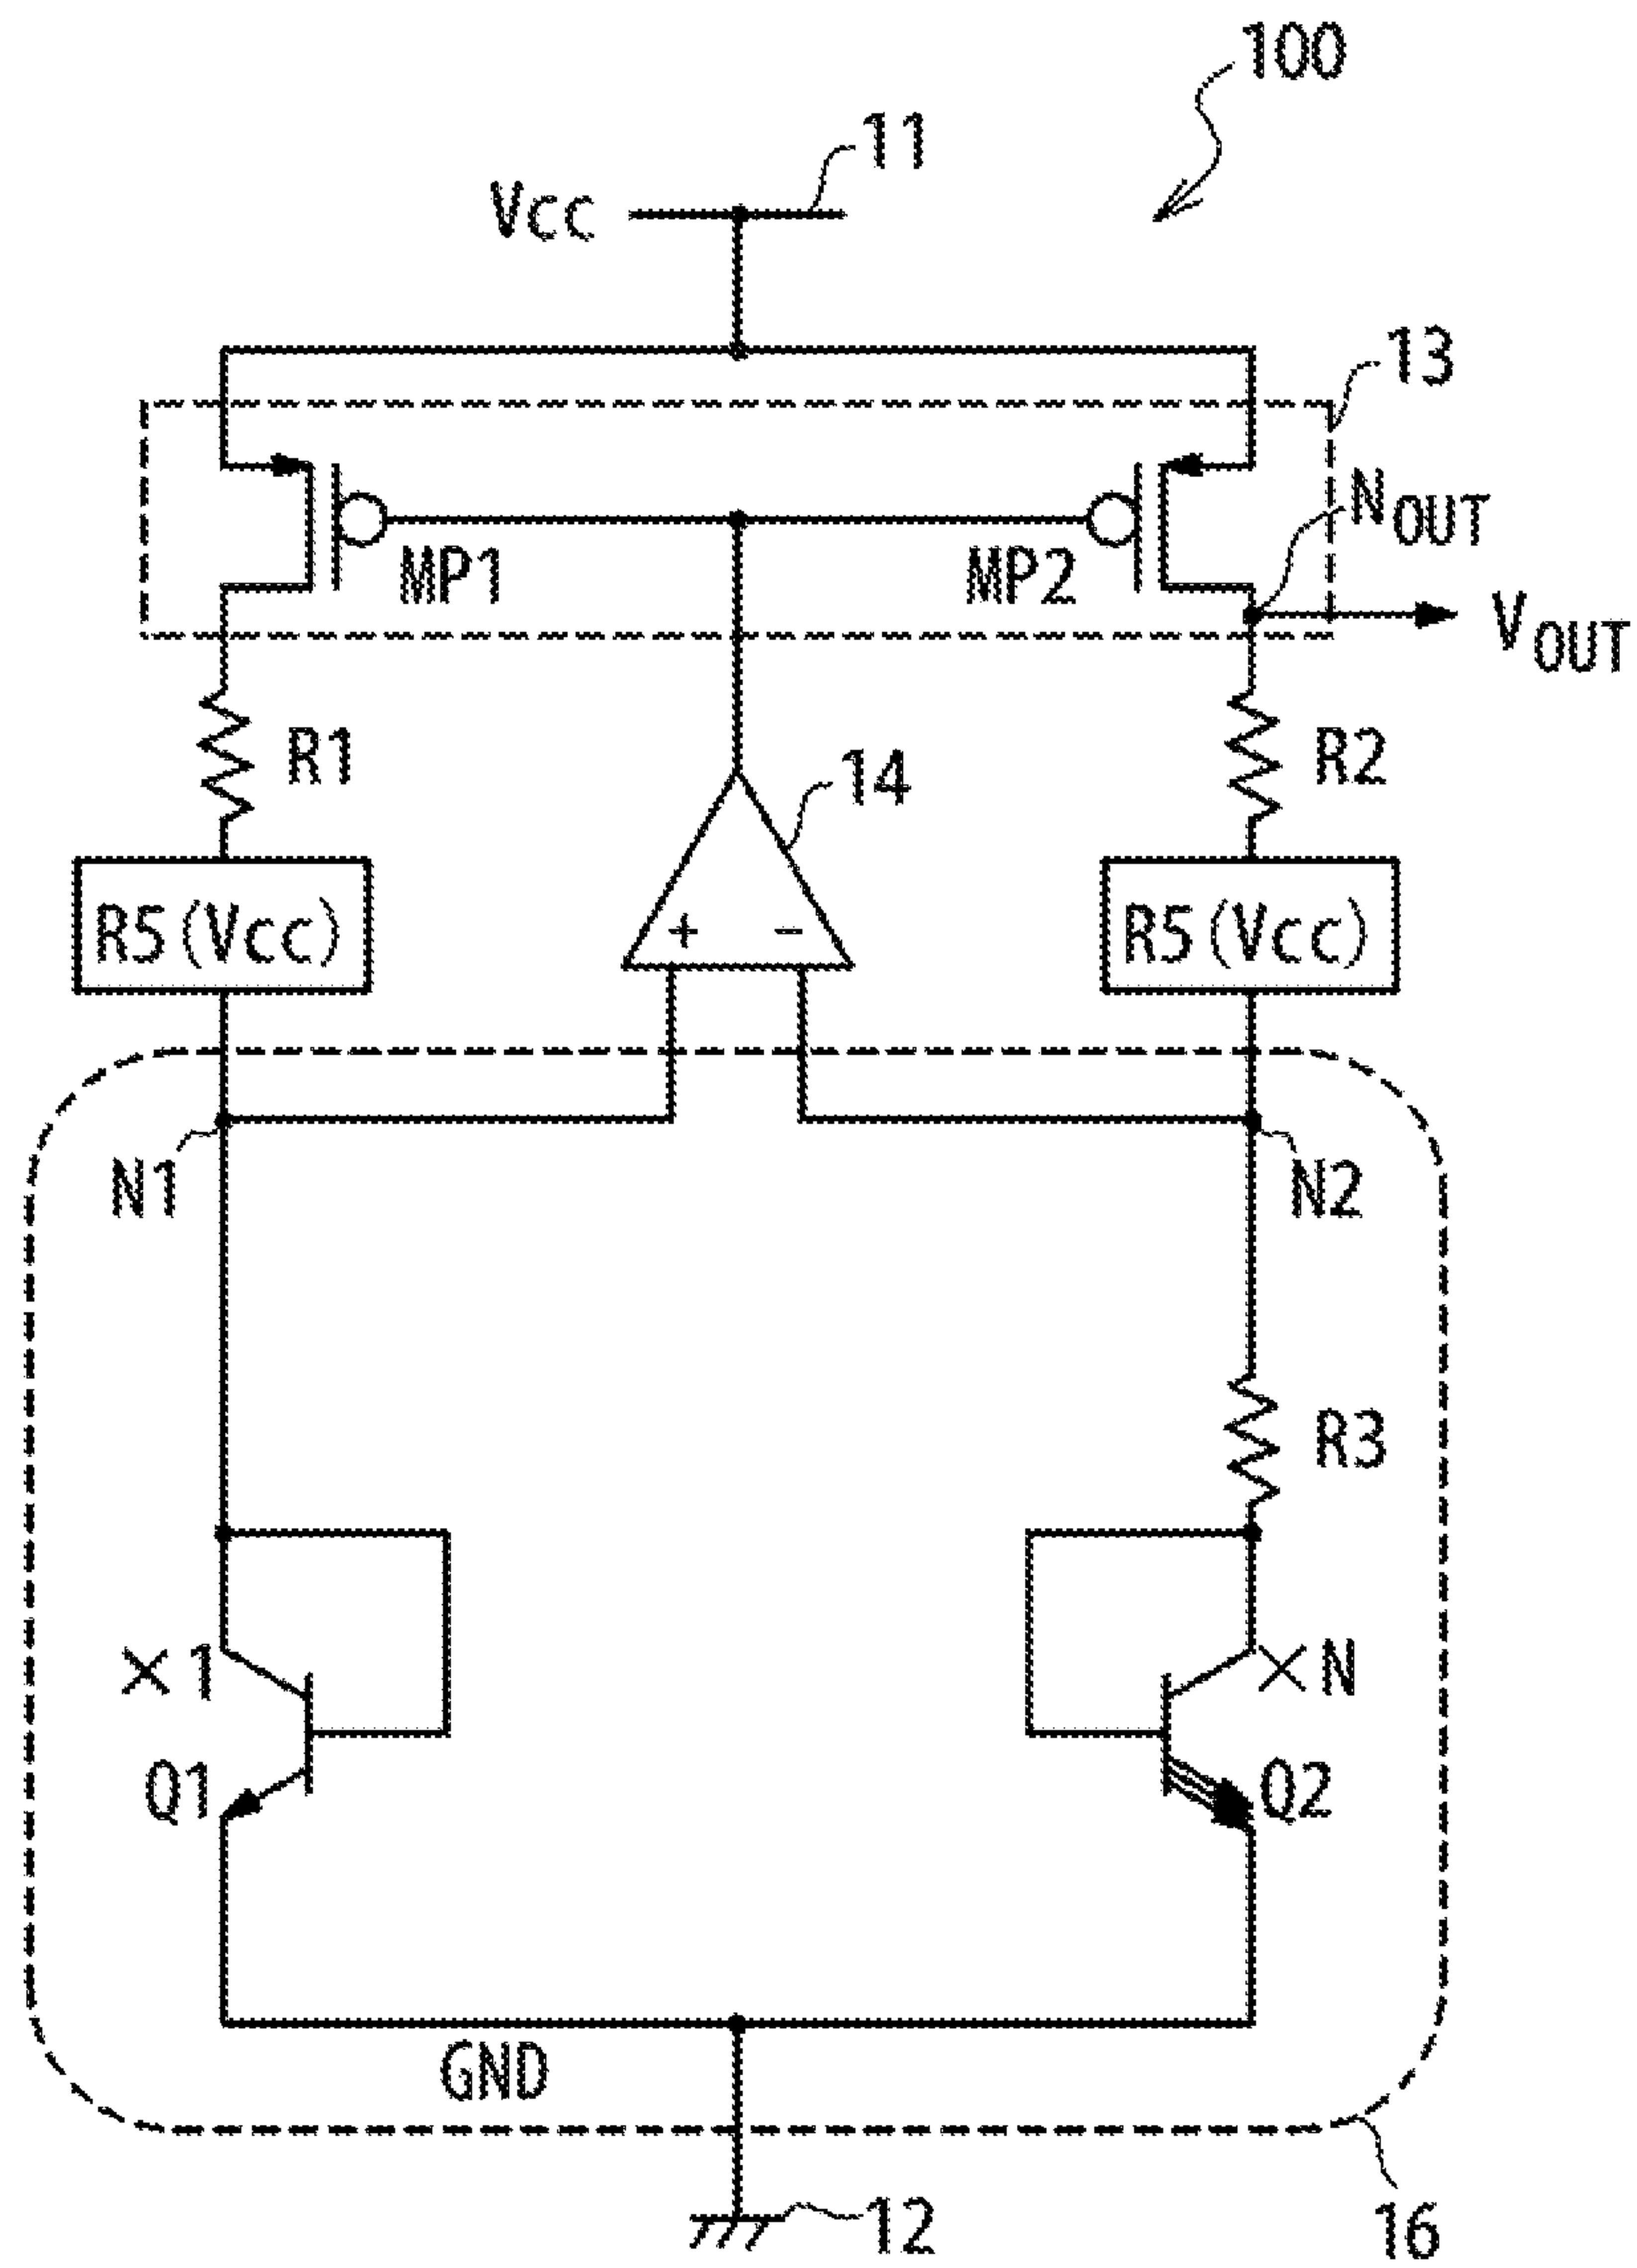 100
11
Vcc
13
NOUT
MP1
MP2
VOUT
R1
R2
14
R5(Vcc)
+
-
R5(Vcc)
N1
N2
R3
×1
×N
Q1
Q2
GND
12
16